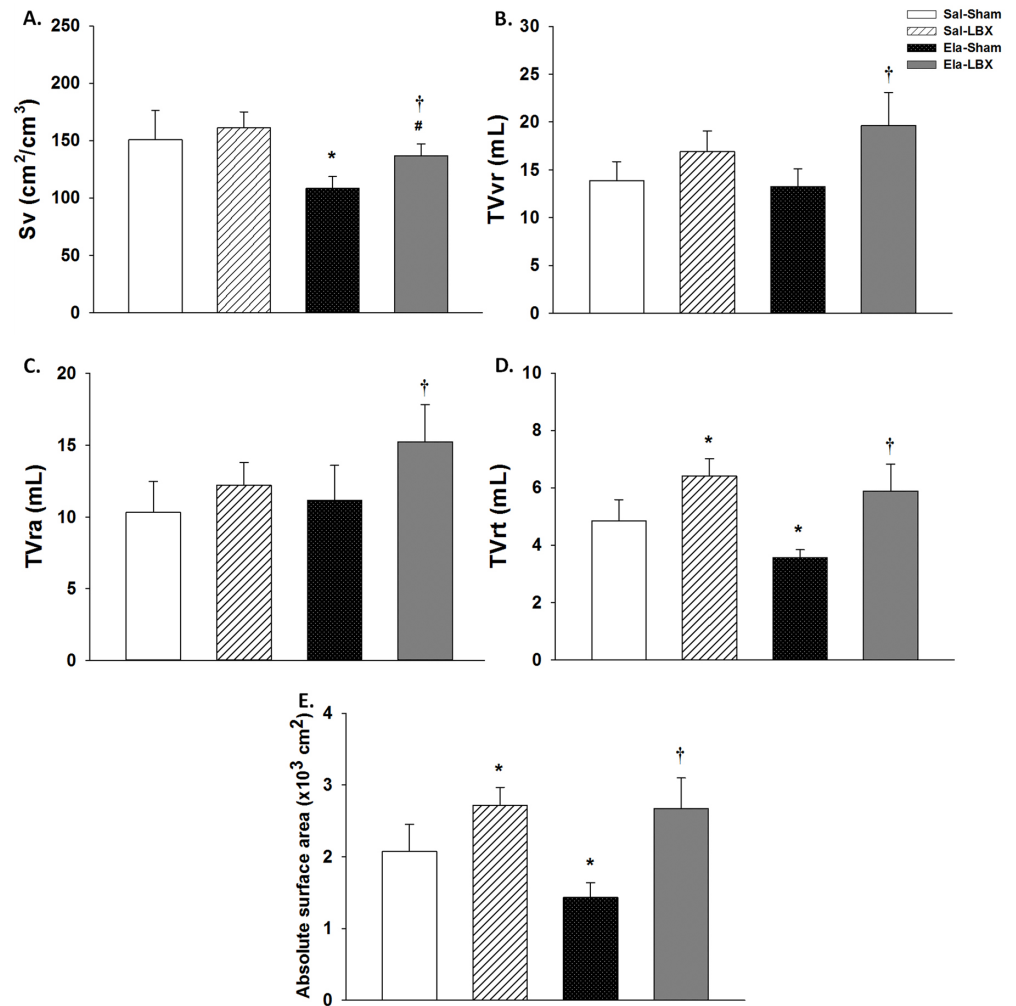 A.
250
200
150
100
50
0
Sv (cm²/cm³)
*
†
#
B.
30
25
20
15
10
5
0
TVvr (mL)
†
Sal-Sham
Sal-LBX
Ela-Sham
Ela-LBX
C.
20
15
10
5
0
TVra (mL)
†
D.
10
8
6
4
2
0
TVrt (mL)
*
*
†
E.
4
3
2
1
0
Absolute surface area (x10³ cm²)
*
*
†